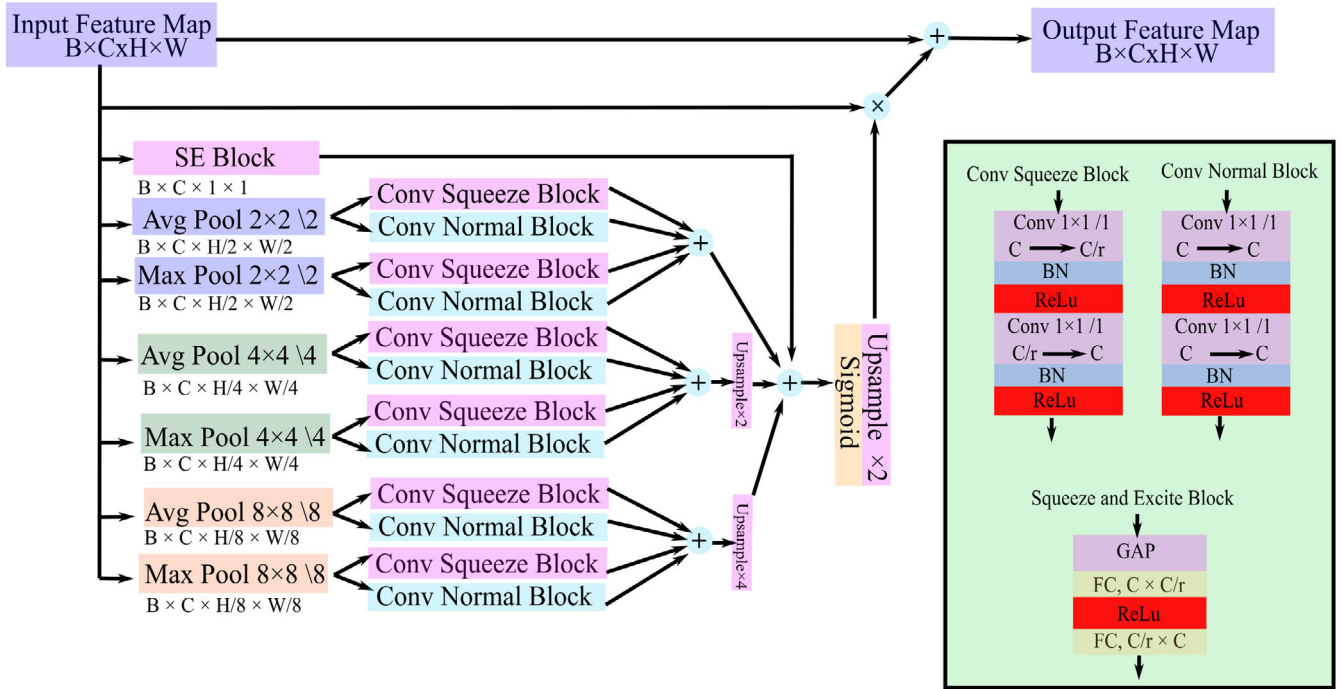 Input Feature Map
B×CxH×W
Output Feature Map
B×CxH×W
+
×
SE Block
B × C × 1 × 1
Avg Pool 2×2 \2
B × C × H/2 × W/2
Max Pool 2×2 \2
B × C × H/2 × W/2
Avg Pool 4×4 \4
B × C × H/4 × W/4
Max Pool 4×4 \4
B × C × H/4 × W/4
Avg Pool 8×8 \8
B × C × H/8 × W/8
Max Pool 8×8 \8
B × C × H/8 × W/8
Conv Squeeze Block
Conv Normal Block
Conv Squeeze Block
Conv Normal Block
Conv Squeeze Block
Conv Normal Block
Conv Squeeze Block
Conv Normal Block
Conv Squeeze Block
Conv Normal Block
Conv Squeeze Block
Conv Normal Block
+
+
+
Upsample×2
Upsample×4
+
Sigmoid
Upsample ×2
Conv Squeeze Block
Conv 1×1 /1
C C/r
BN
ReLu
Conv 1×1 /1
C/r C
BN
ReLu
Conv Normal Block
Conv 1×1 /1
C C
BN
ReLu
Conv 1×1 /1
C C
BN
ReLu
Squeeze and Excite Block
GAP
FC, C × C/r
ReLu
FC, C/r × C